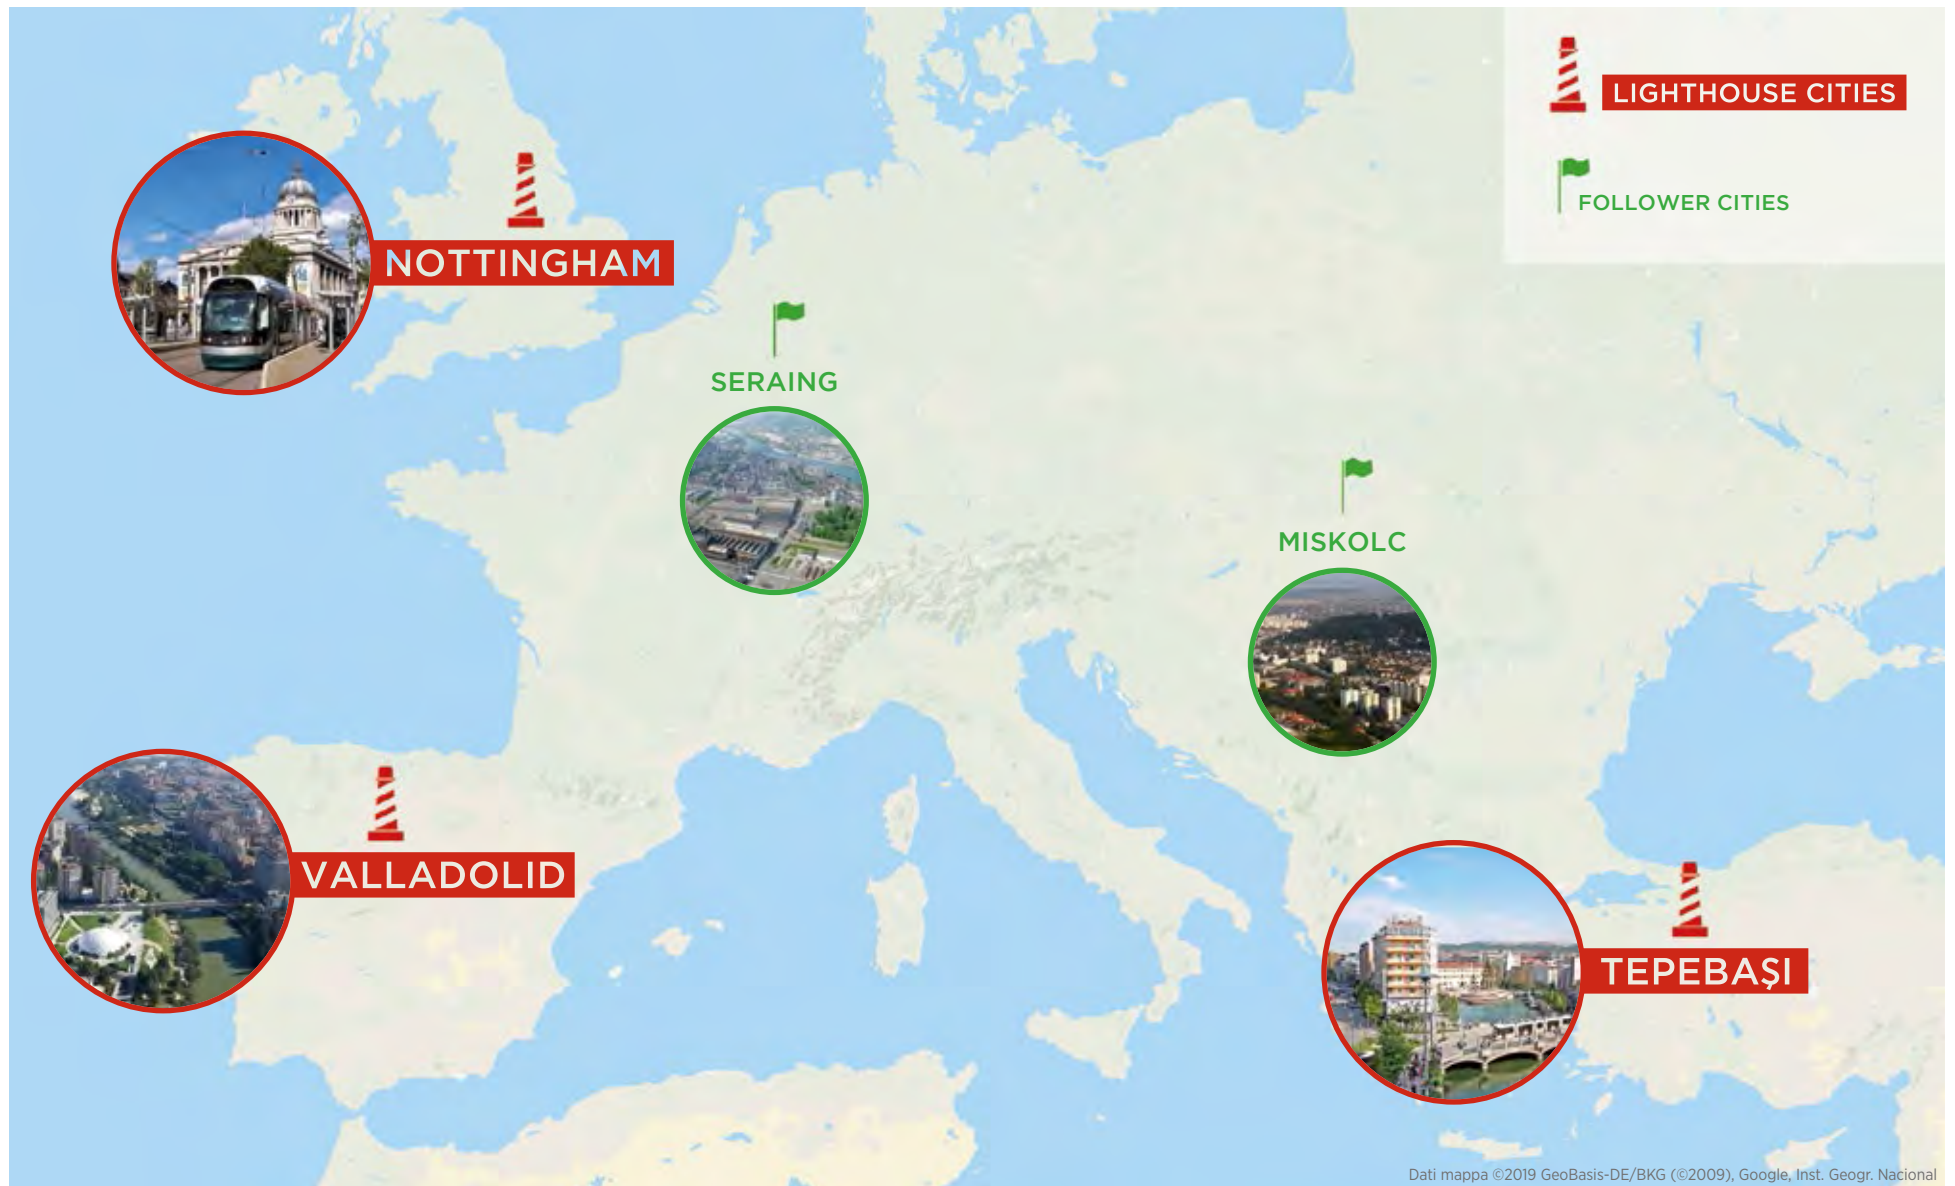 LIGHTHOUSE CITIES
FOLLOWER CITIES
NOTTINGHAM
SERAING
MISKOLC
VALLADOLID
TEPEBAŞI
Dati mappa ©2019 GeoBasis-DE/BKG (©2009), Google, Inst. Geogr. Nacional